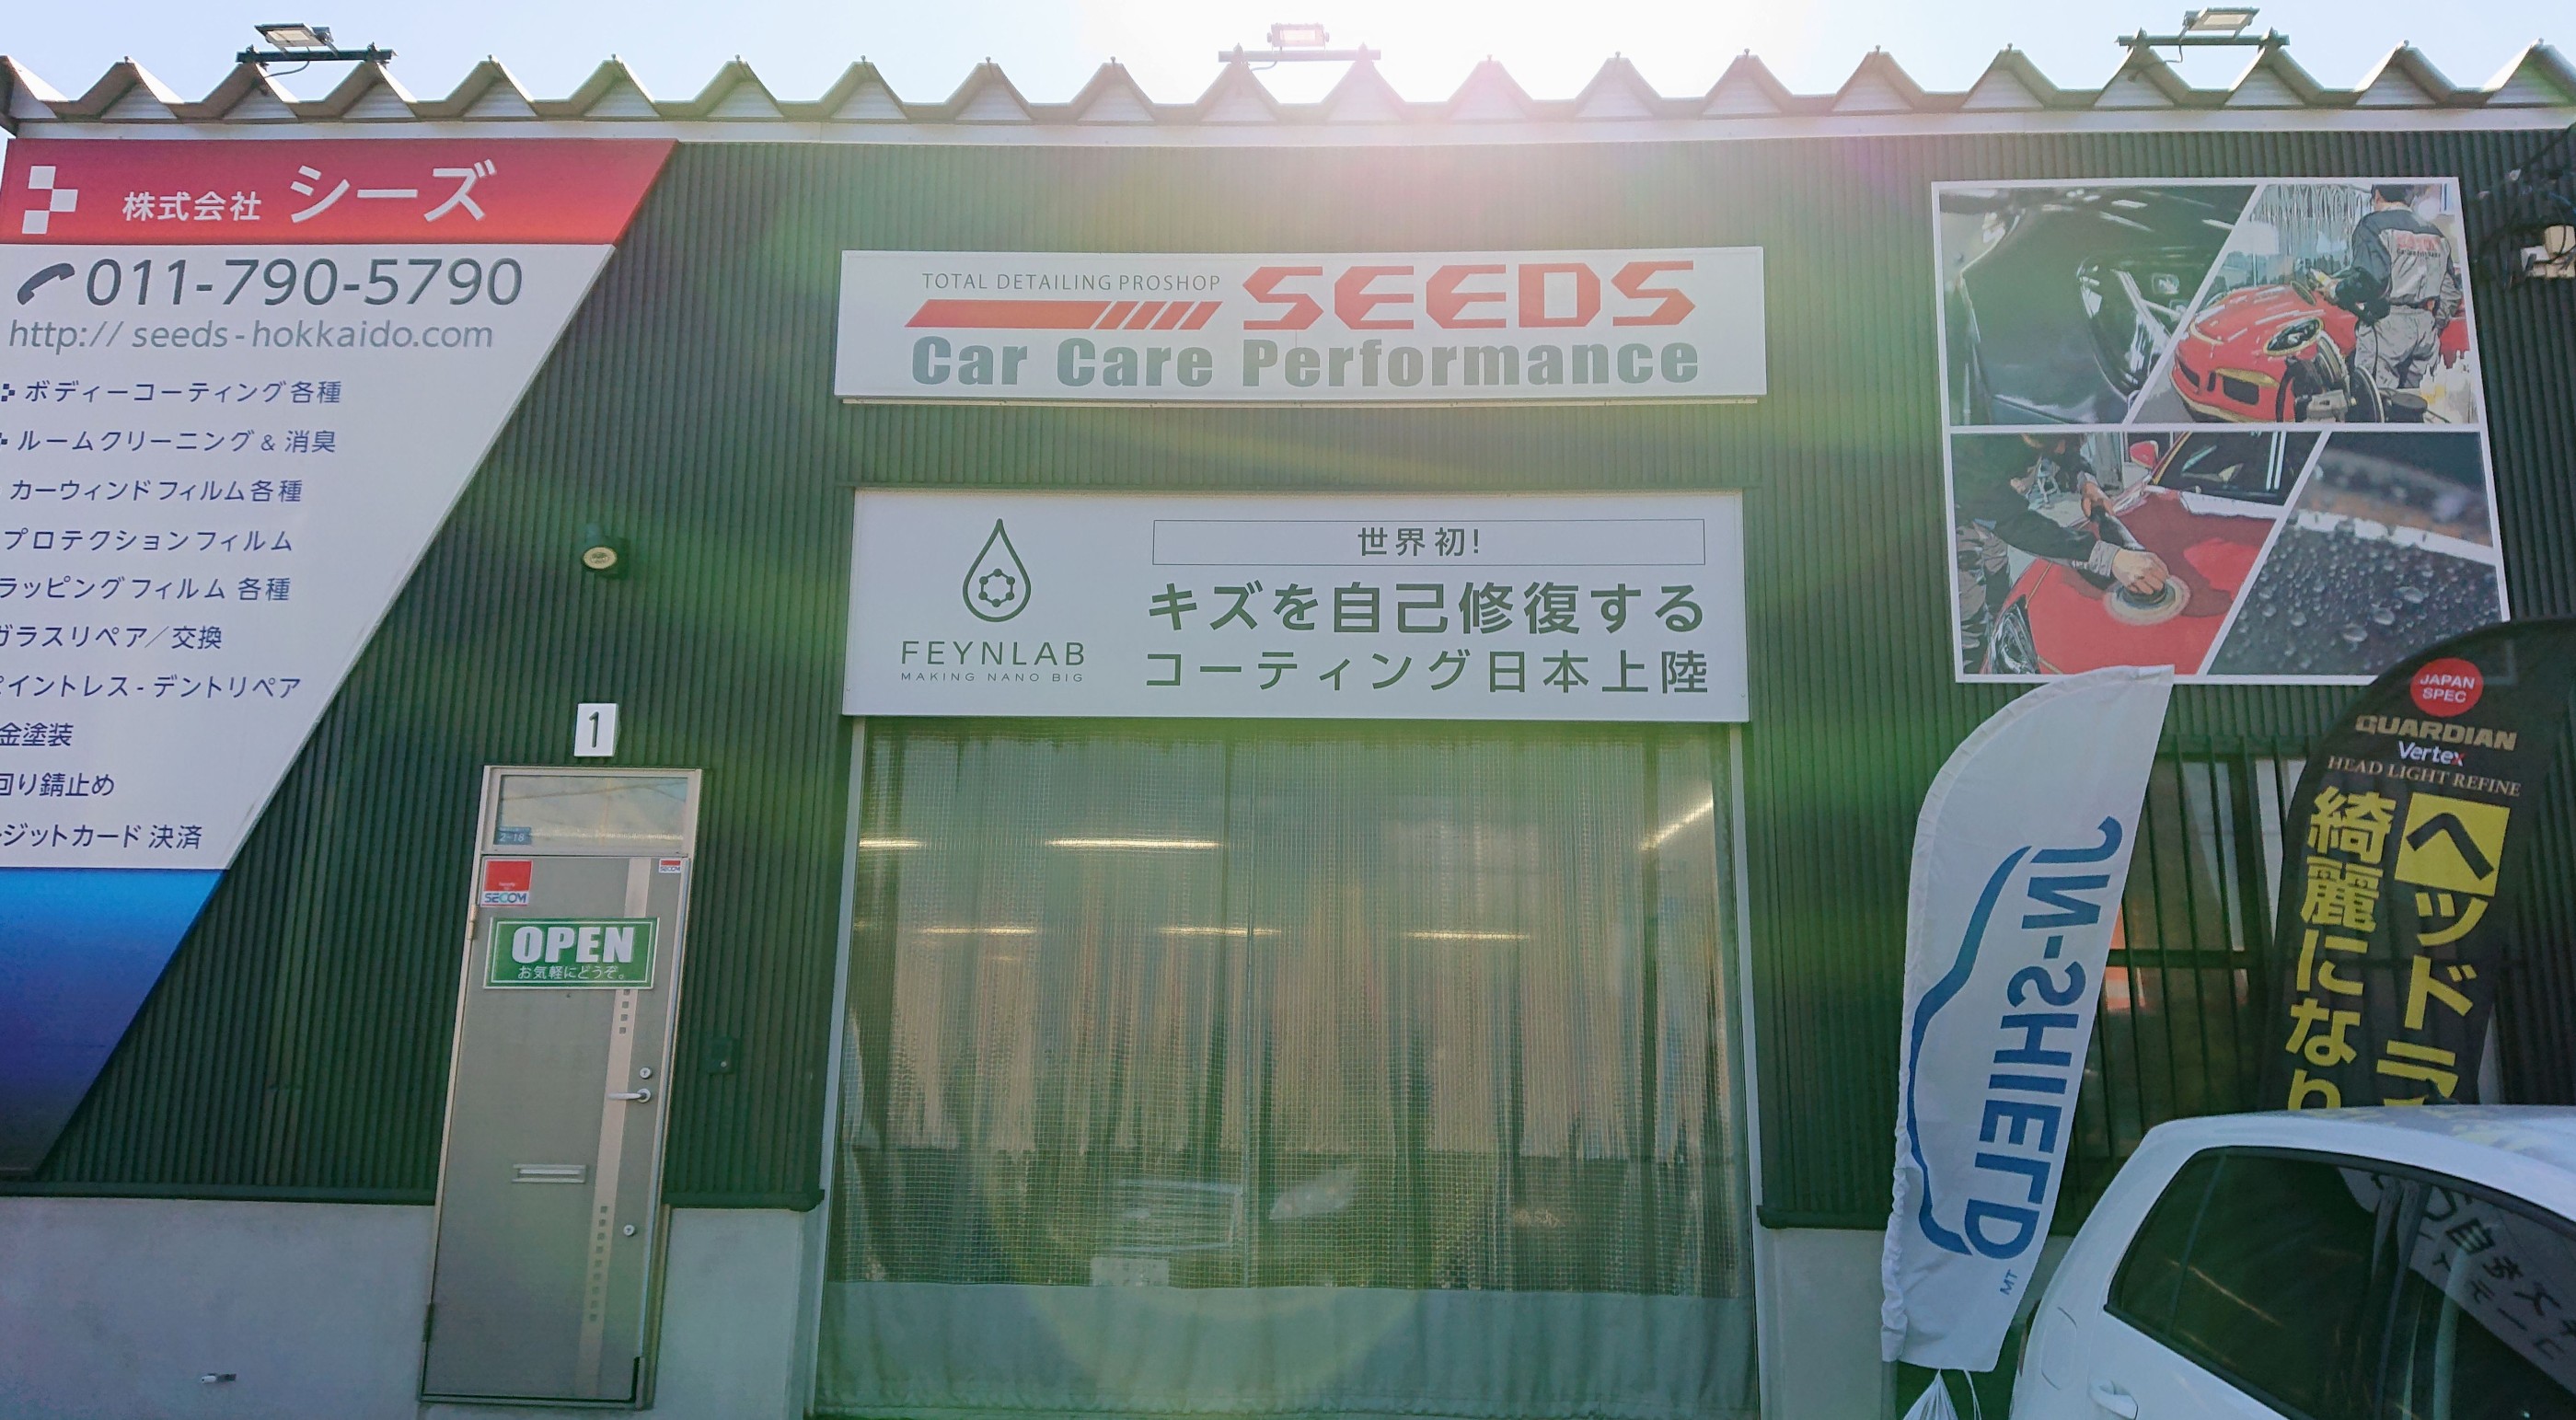 株式会社 シーズ
011-790-5790
http://seeds-hokkaido.com
ボディーコーティング各種
ルームクリーニング & 消臭
カーウィンドフィルム各種
プロテクションフィルム
ラッピングフィルム 各種
ガラスリペア/交換
イントレス-デントリペア
金塗装
回り錆止め
ジットカード 決済
TOTAL DETAILING PROSHOP
SEEDS
Car Care Performance
FEYNLAB
MAKING NANO BIG
世界初!
キズを自己修復する
コーティング日本上陸
1
2-18
SECOM
SECOM
OPEN
お気軽にどうぞ。
IN-SHIELD
TM
JAPAN
SPEC
GUARDIAN
Vertex
HEAD LIGHT REFINE
ヘッドラ
綺麗になり